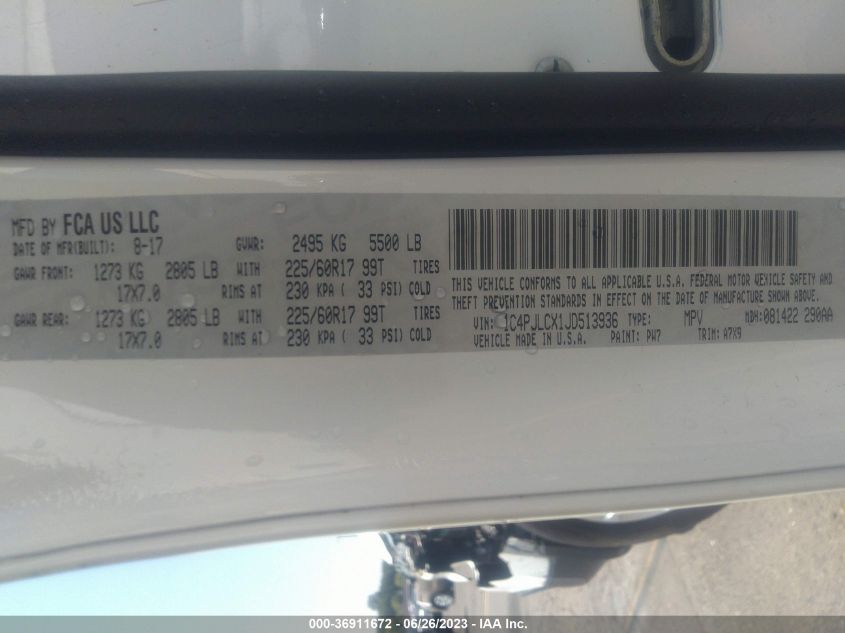 MFD BY FCA US LLC
DATE OF MFR(BUILT): 8-17 GVWR: 2495 KG 5500 LB
GAWR FRONT: 1273 KG 2805 LB WITH 225/60R17 99T TIRES
17X7.0 RIMS AT 230 KPA ( 33 PSI) COLD
GAWR REAR: 1273 KG 2805 LB WITH 225/60R17 99T TIRES
17X7.0 RIMS AT 230 KPA ( 33 PSI) COLD
THIS VEHICLE CONFORMS TO ALL APPLICABLE U.S.A. FEDERAL MOTOR VEHICLE SAFETY AND
THEFT PREVENTION STANDARDS IN EFFECT ON THE DATE OF MANUFACTURE SHOWN ABOVE.
VIN: 1C4PJLCX1JD513936 TYPE: MPV MDH: 081422 290AA
VEHICLE MADE IN U.S.A. PAINT: PW7 TRIM: A7X9
000-36911672 - 06/26/2023 - IAA Inc.